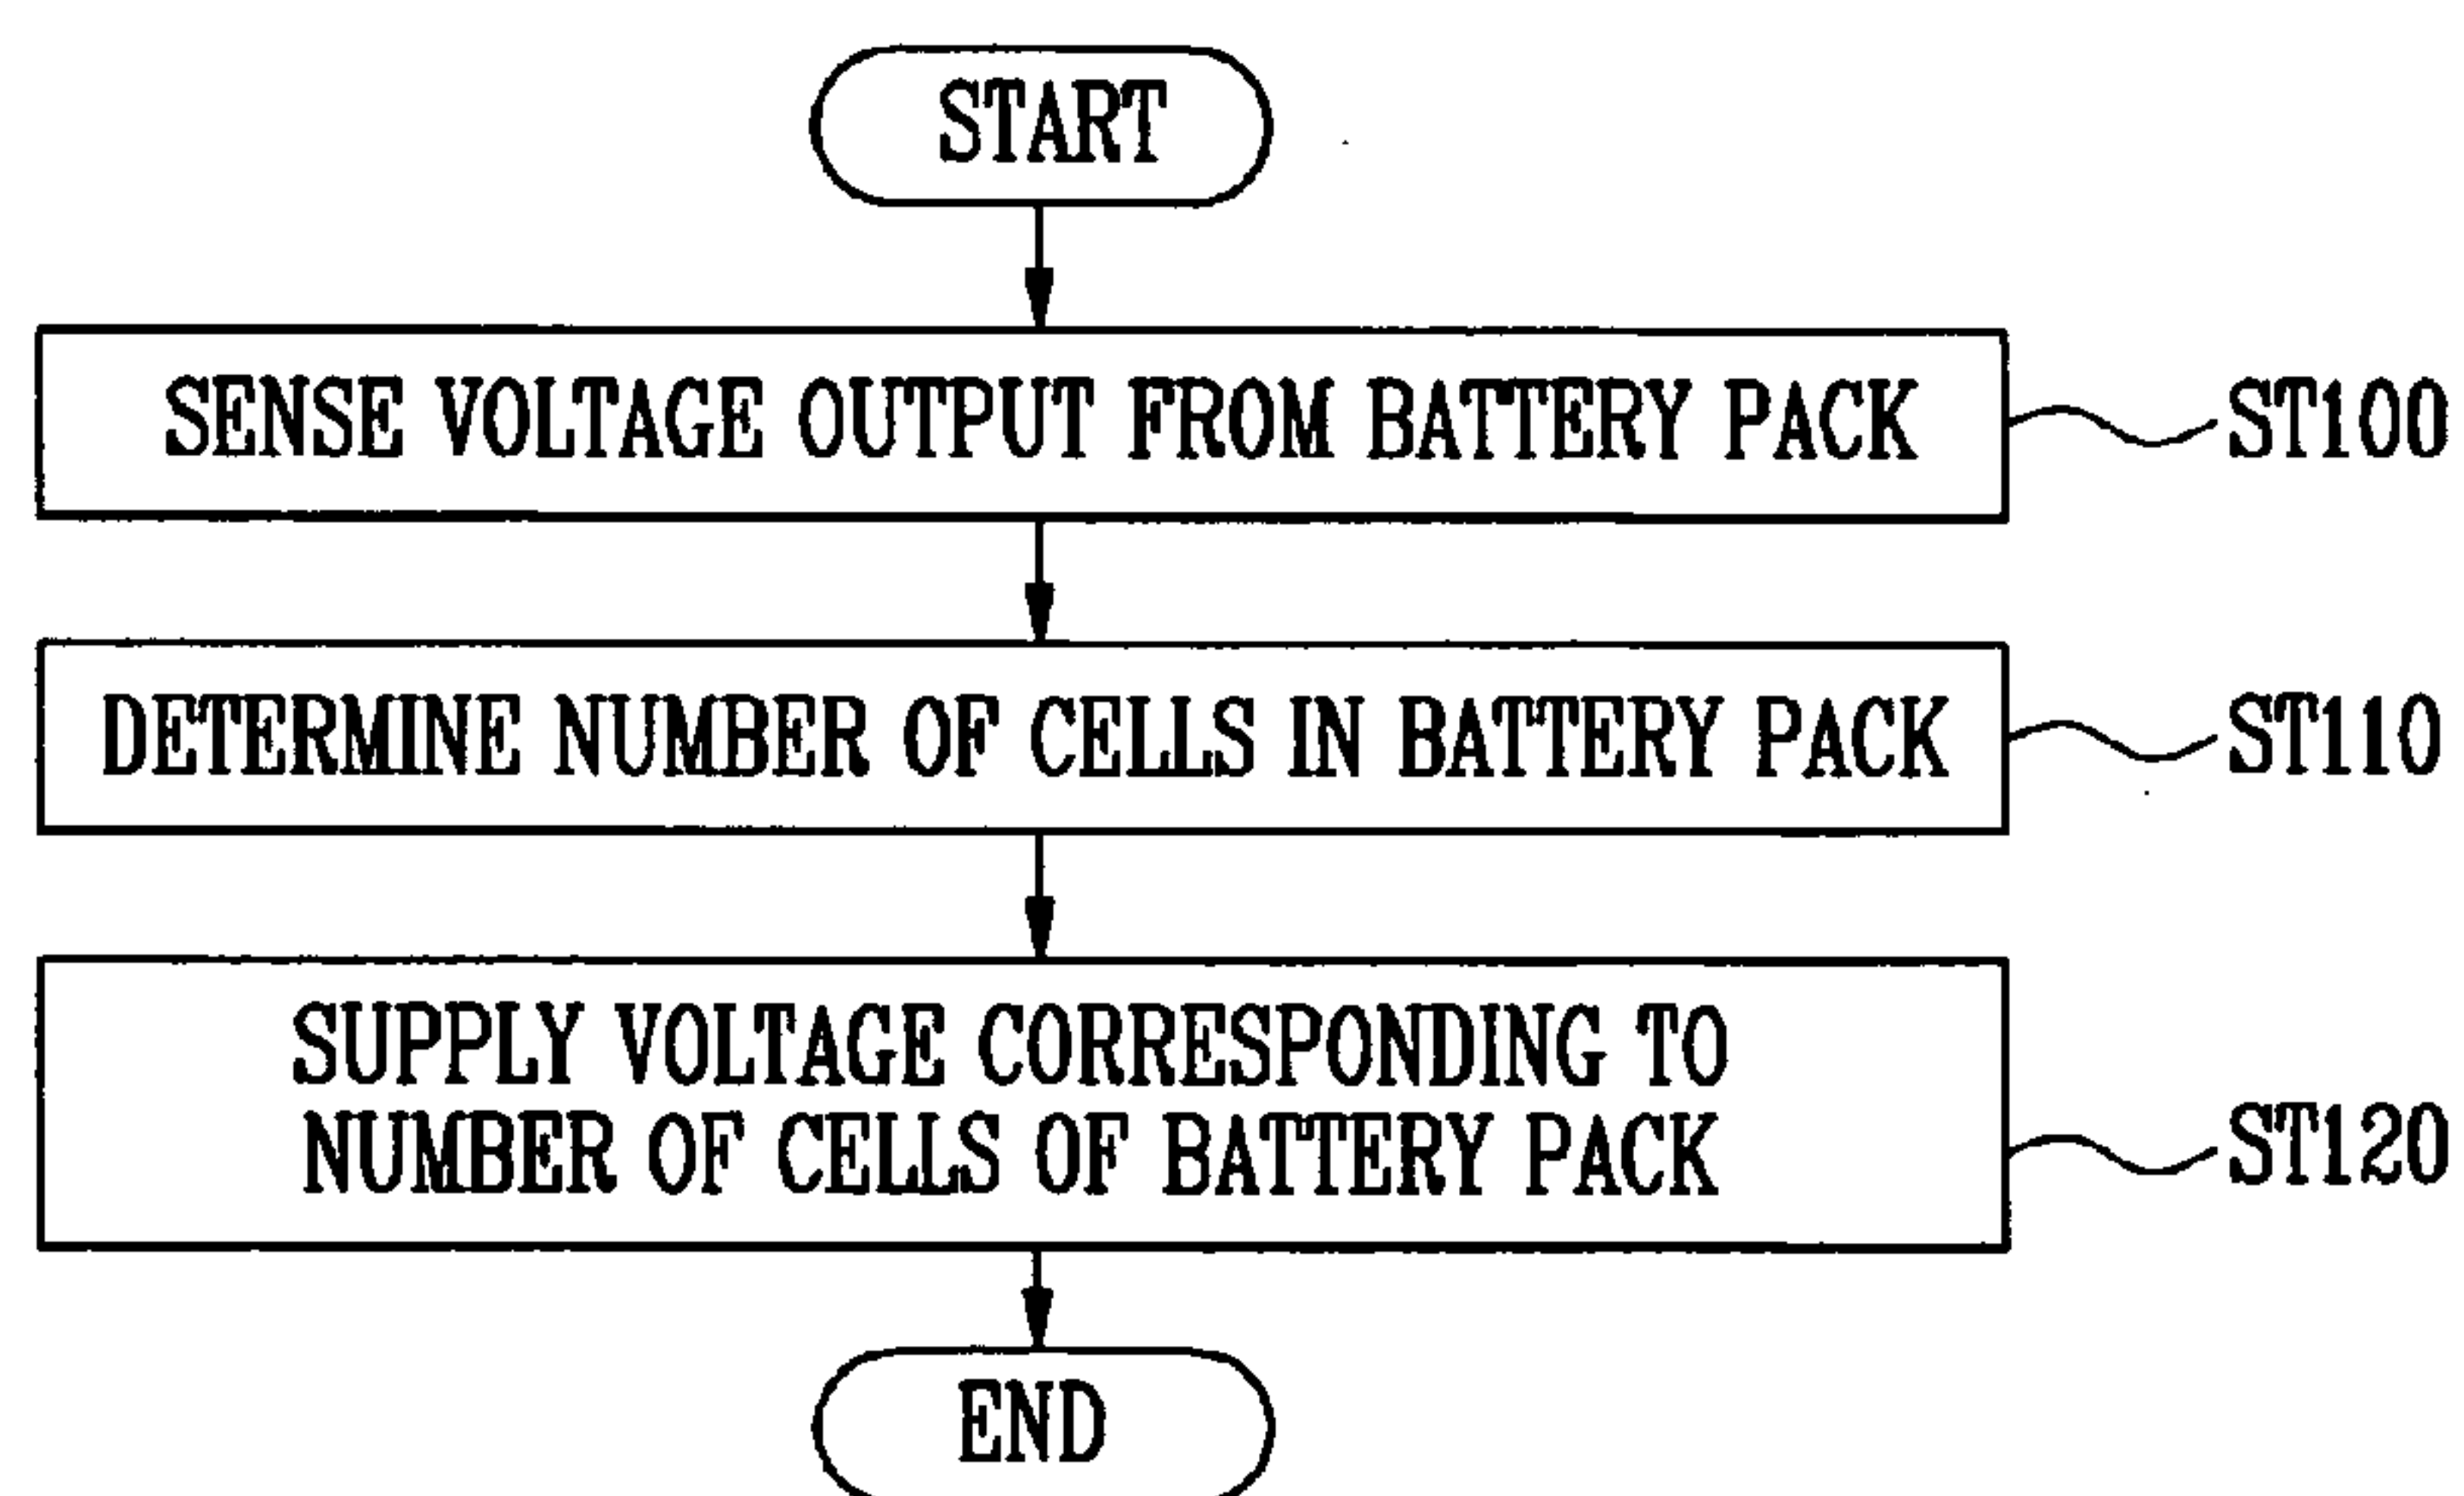 START
SENSE VOLTAGE OUTPUT FROM BATTERY PACK
ST100
DETERMINE NUMBER OF CELLS IN BATTERY PACK
ST110
SUPPLY VOLTAGE CORRESPONDING TO
NUMBER OF CELLS OF BATTERY PACK
ST120
END